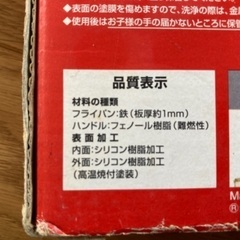 ●表面の塗膜を傷めますので、洗浄の際は、金属
●使用後はお子様の手の届かないところに保管
品質表示
材料の種類
フライパン:鉄(板厚約1mm)
ハンドル:フェノール樹脂(難燃性)
表面加工
内面:シリコン樹脂加工
外面:シリコン樹脂加工
(高温焼付塗装)